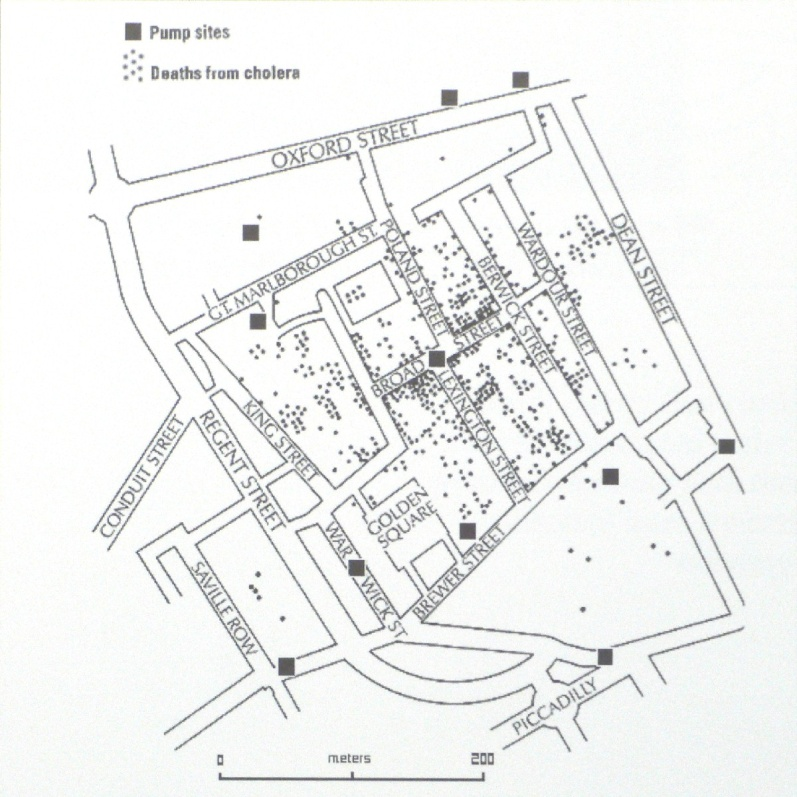 Pump sites
Deaths from cholera
OXFORD STREET
GT. MARLBOROUGH ST.
POLAND STREET
BERWICK STREET
WARDOUR STREET
DEAN STREET
BROAD STREET
LEXINGTON STREET
KING STREET
REGENT STREET
CONDUIT STREET
GOLDEN
SQUARE
WARWICK ST
BREWER STREET
SAVILLE ROW
PICCADILLY
0 meters 200